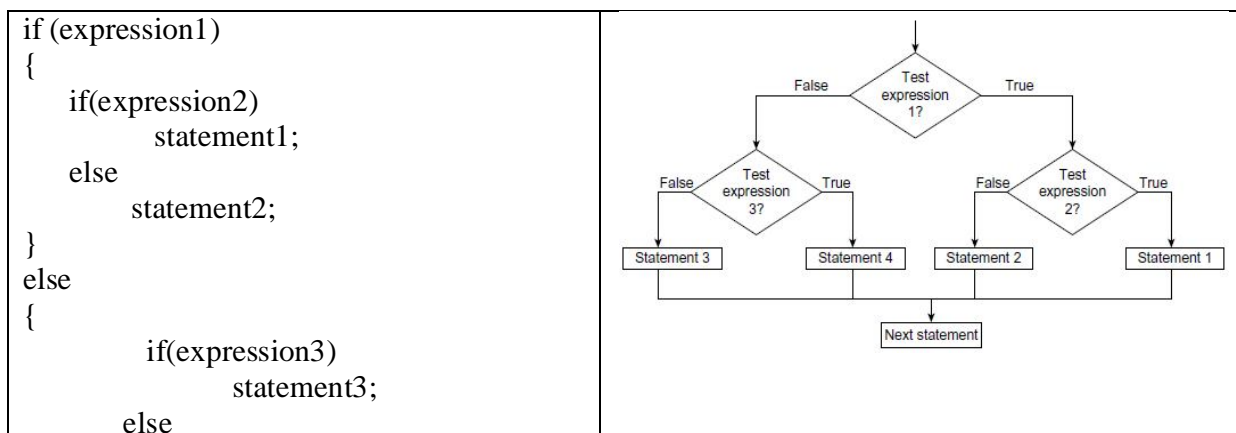 if (expression1)
{
if(expression2)
statement1;
else
statement2;
}
else
{
if(expression3)
statement3;
else
Test
expression
1?
False
True
Test
expression
3?
False
True
Test
expression
2?
False
True
Statement 3
Statement 4
Statement 2
Statement 1
Next statement